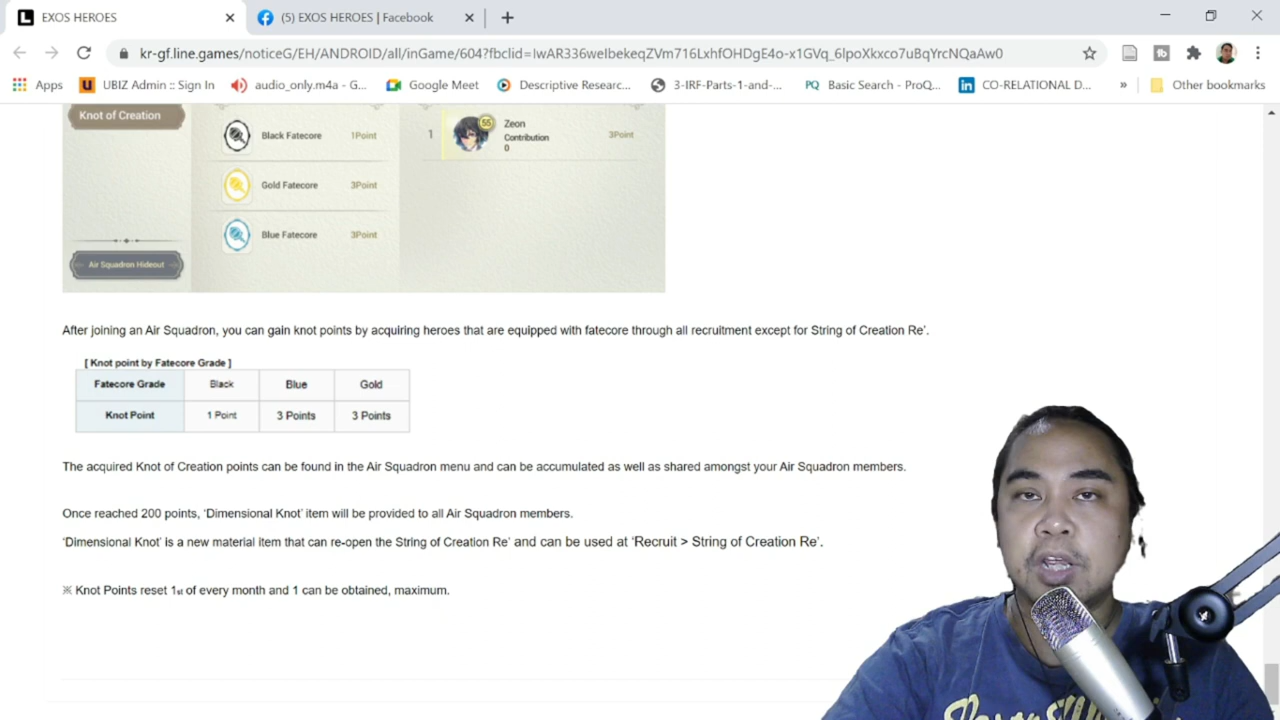 EXOS HEROES
(5) EXOS HEROES | Facebook
kr-gf.line.games/noticeG/EH/ANDROID/all/inGame/604?fbclid=IwAR336weIbekeqZVm716LxhfOHDgE4o-x1GVq_6lpoXkxco7uBqYrcNQaAw0
Apps
UBIZ Admin :: Sign In
audio_only.m4a - G...
Google Meet
Descriptive Researc...
3-IRF-Parts-1-and-...
PQ Basic Search - ProQ...
CO-RELATIONAL D...
»
Other bookmarks
Knot of Creation
Black Fatecore 1Point
Gold Fatecore 3Point
Blue Fatecore 3Point
Air Squadron Hideout
1 55 Zeon
Contribution 3Point
0
After joining an Air Squadron, you can gain knot points by acquiring heroes that are equipped with fatecore through all recruitment except for String of Creation Re'.
[ Knot point by Fatecore Grade ]
Fatecore Grade Black Blue Gold
Knot Point 1 Point 3 Points 3 Points
The acquired Knot of Creation points can be found in the Air Squadron menu and can be accumulated as well as shared amongst your Air Squadron members.
Once reached 200 points, 'Dimensional Knot' item will be provided to all Air Squadron members.
'Dimensional Knot' is a new material item that can re-open the String of Creation Re' and can be used at 'Recruit > String of Creation Re'.
※ Knot Points reset 1st of every month and 1 can be obtained, maximum.